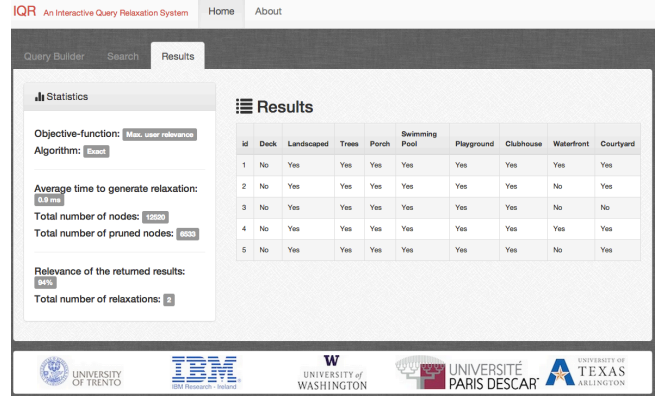 IQR An Interactive Query Relaxation System Home About
Query Builder Search Results
Statistics
Objective-function: Max. user relevance
Algorithm: Exact
Average time to generate relaxation:
0.9 ms
Total number of nodes: 12520
Total number of pruned nodes: 6533
Relevance of the returned results:
94%
Total number of relaxations: 2
Results
id Deck Landscaped Trees Porch Swimming Pool Playground Clubhouse Waterfront Courtyard
1 No Yes Yes Yes Yes Yes Yes Yes Yes
2 No Yes Yes Yes Yes Yes Yes No Yes
3 No Yes Yes Yes Yes Yes Yes No No
4 No Yes Yes Yes Yes Yes Yes Yes Yes
5 No Yes Yes Yes Yes Yes Yes No Yes
UNIVERSITY
OF TRENTO
IBM
IBM Research - Ireland
W
UNIVERSITY of
WASHINGTON
UNIVERSITÉ
PARIS DESCAR
UNIVERSITY OF
TEXAS
ARLINGTON